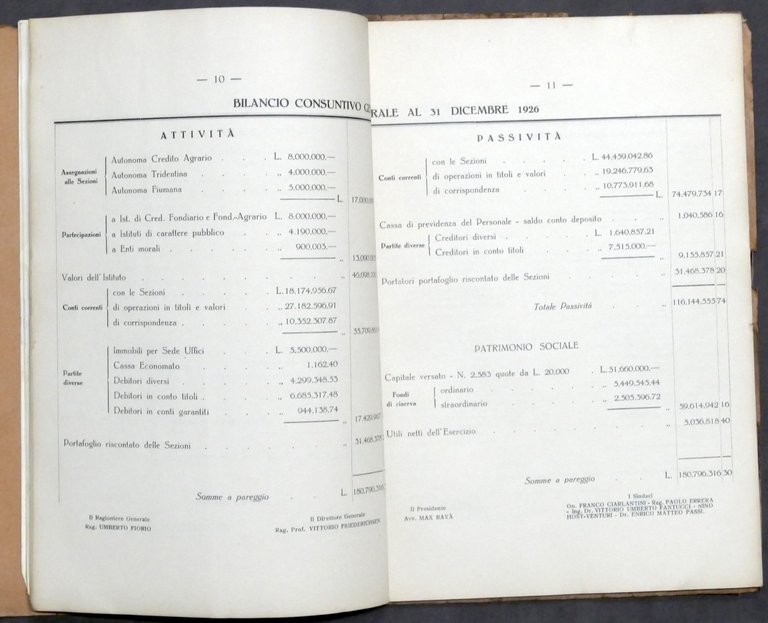 — 10 —
BILANCIO CONSUNTIVO
ATTIVITÀ
Assegnazioni alle Sezioni
Autonoma Credito Agrario . . . L. 8,000,000.—
Autonoma Tridentina . . . „ 4,000,000.—
Autonoma Fiumana . . . „ 5,000,000.—
L.
Partecipazioni
a Ist. di Cred. Fondiario e Fond.-Agrario L. 8,000,000.—
a Istituti di carattere pubblico . „ 4,190,000.—
a Enti morali . . . . „ 900,003.—
Valori dell'Istituto . . . . . „
Conti correnti
con le Sezioni . . . L. 18,174,956.67
di operazioni in titoli e valori . „ 27,182,596.91
di corrispondenza . . . . „ 10,352,307.87
Partite diverse
Immobili per Sede Uffici . . L. 5,500,000.—
Cassa Economato . . . „ 1,162.40
Debitori diversi . . . . „ 4,299,348.53
Debitori in conto titoli . . . „ 6,685,317.48
Debitori in conti garantiti . . „ 944,138.74
Portafoglio riscontato delle Sezioni . . . „
Somme a pareggio . . L. 180,796,316
Il Ragioniere Generale
Rag. UMBERTO FIORIO
Il Direttore Generale
Rag. Prof. VITTORIO FRIEDERICHSEN
— 11 —
RALE AL 31 DICEMBRE 1926
PASSIVITÀ
Conti correnti
con le Sezioni . . . . L. 44,459,042.86
di operazioni in titoli e valori . . „ 19,246,779.63
di corrispondenza . . . . „ 10,773,911.68
L. 74,479,734 17
Cassa di previdenza del Personale - saldo conto deposito . „ 1,040,586 16
Partite diverse
Creditori diversi . . . L. 1,640,857.21
Creditori in conto titoli . . „ 7,515,000.—
„ 9,155,857 21
Portatori portafoglio riscontato delle Sezioni . . . „ 31,468,378 20
Totale Passività . . „ 116,144,555 74
PATRIMONIO SOCIALE
Capitale versato - N. 2.583 quote da L. 20,000 . L. 51,660,000.—
Fondi di riserva
ordinario . . . . „ 5,449,545.44
straordinario . . . . „ 2,505,396.72
„ 59,614,942 16
Utili netti dell'Esercizio . . . . . „ 5,036,818 40
Somme a pareggio . . L. 180,796,316 30
Il Presidente
Avv. MAX RAVÀ
I Sindaci
On. FRANCO CIARLANTINI - Rag. PAOLO ERRERA
- Ing. Dr. VITTORIO UMBERTO FANTUCCI - NINO
HOST-VENTURI - Dr. ENRICO MATTEO PASSI.